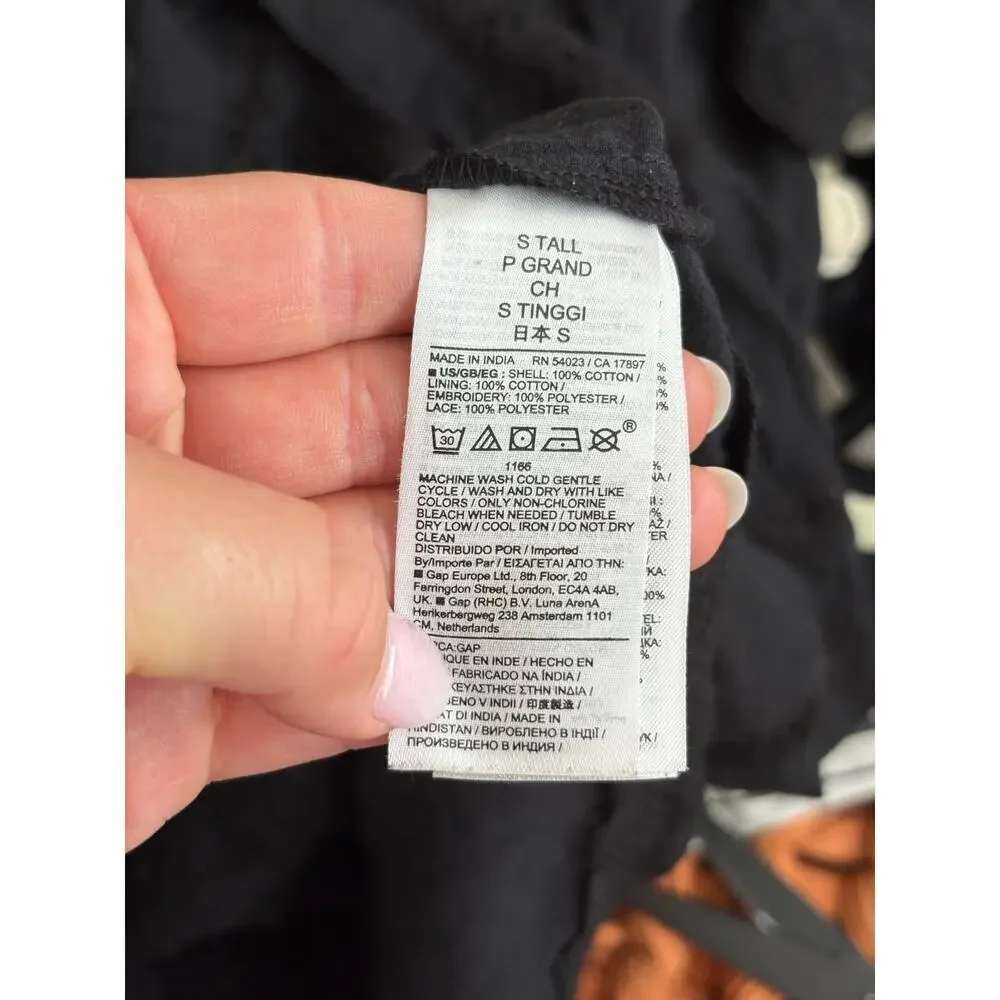 S TALL
P GRAND
CH
S TINGGI
日本 S
MADE IN INDIA RN 54023 / CA 17897
■ US/GB/EG : SHELL: 100% COTTON /
LINING: 100% COTTON /
EMBROIDERY: 100% POLYESTER /
LACE: 100% POLYESTER
30 ®
1166
MACHINE WASH COLD GENTLE
CYCLE / WASH AND DRY WITH LIKE
COLORS / ONLY NON-CHLORINE
BLEACH WHEN NEEDED / TUMBLE
DRY LOW / COOL IRON / DO NOT DRY
CLEAN
DISTRIBUIDO POR / Imported
By/Importe Par / ΕΙΣΑΓΕΤΑΙ ΑΠΟ ΤΗΝ:
■ Gap Europe Ltd., 8th Floor, 20
Farringdon Street, London, EC4A 4AB,
UK. ■ Gap (RHC) B.V. Luna ArenA
Herikerbergweg 238 Amsterdam 1101
CM, Netherlands
CA:GAP
QUE EN INDE / HECHO EN
FABRICADO NA ÍNDIA /
ΚΕΥΑΣΤΗΚΕ ΣΤΗΝ ΙΝΔΙΑ /
BENO V INDII / 印度製造 /
AT DI INDIA / MADE IN
HINDISTAN / ВИРОБЛЕНО В ІНДІЇ /
ПРОИЗВЕДЕНО В ИНДИЯ /